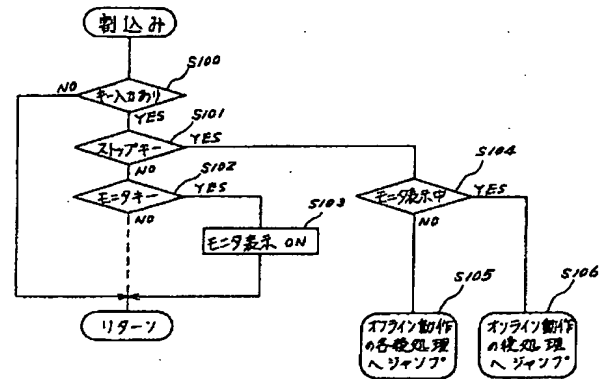 割込み
S100
NO
キー入力あり
YES
S101
ストップキー
YES
NO
S102
モニタキー
YES
NO
S103
モニタ表示 ON
リターン
S104
モニタ表示中
YES
NO
S105
オフライン動作
の各後処理
へジャンプ
S106
オンライン動作
の後処理
へジャンプ